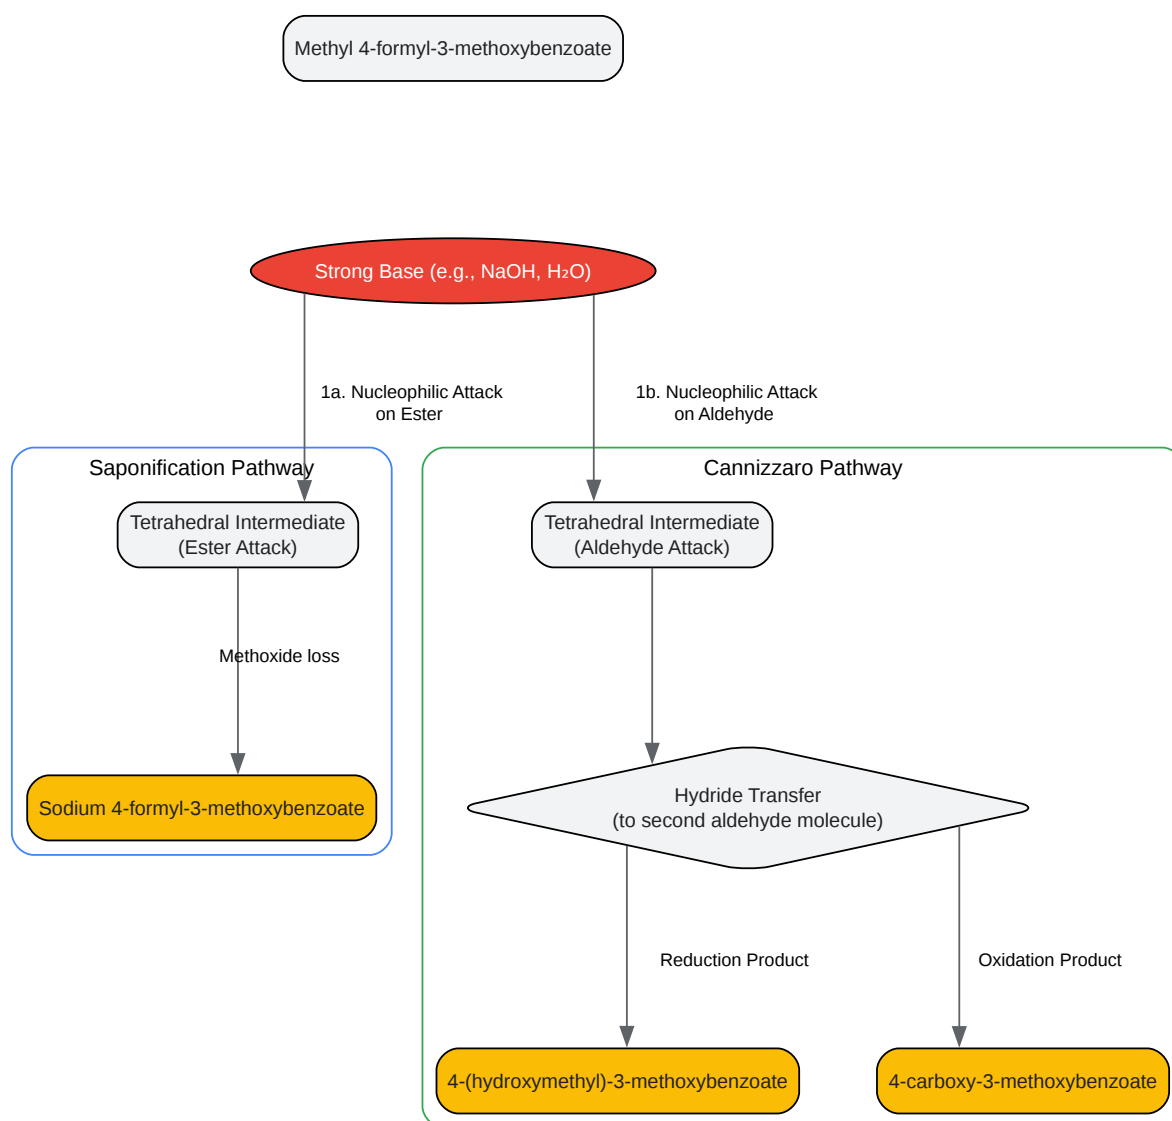 Methyl 4-formyl-3-methoxybenzoate
Strong Base (e.g., NaOH, H₂O)
1a. Nucleophilic Attack
on Ester
1b. Nucleophilic Attack
on Aldehyde
Saponification Pathway
Cannizzaro Pathway
Tetrahedral Intermediate
(Ester Attack)
Tetrahedral Intermediate
(Aldehyde Attack)
Methoxide loss
Sodium 4-formyl-3-methoxybenzoate
Hydride Transfer
(to second aldehyde molecule)
Reduction Product
Oxidation Product
4-(hydroxymethyl)-3-methoxybenzoate
4-carboxy-3-methoxybenzoate